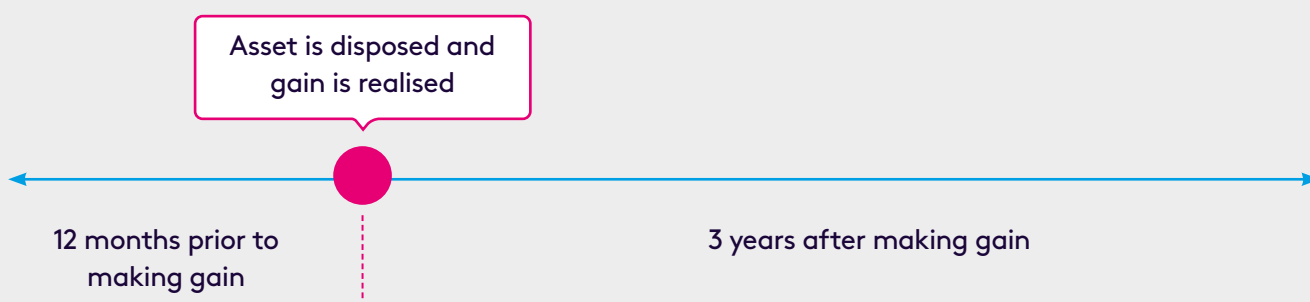 Asset is disposed and
gain is realised
12 months prior to
making gain
3 years after making gain